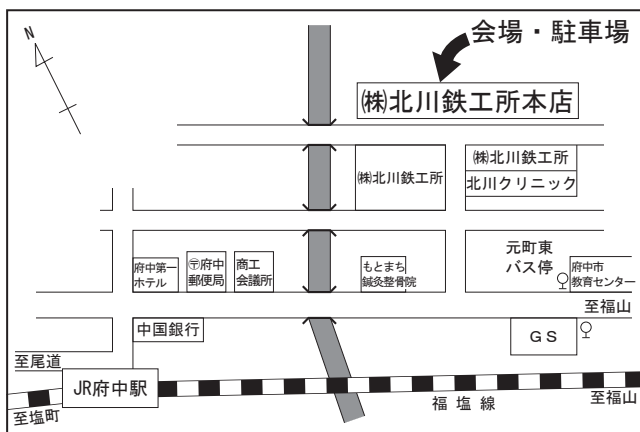 N
会場・駐車場
㈱北川鉄工所本店
㈱北川鉄工所
㈱北川鉄工所
北川クリニック
府中第一
ホテル
〒府中
郵便局
商工
会議所
もとまち
鍼灸整骨院
元町東
バス停
府中市
教育センター
至福山
中国銀行
GS
至尾道
JR府中駅
至塩町
福塩線
至福山